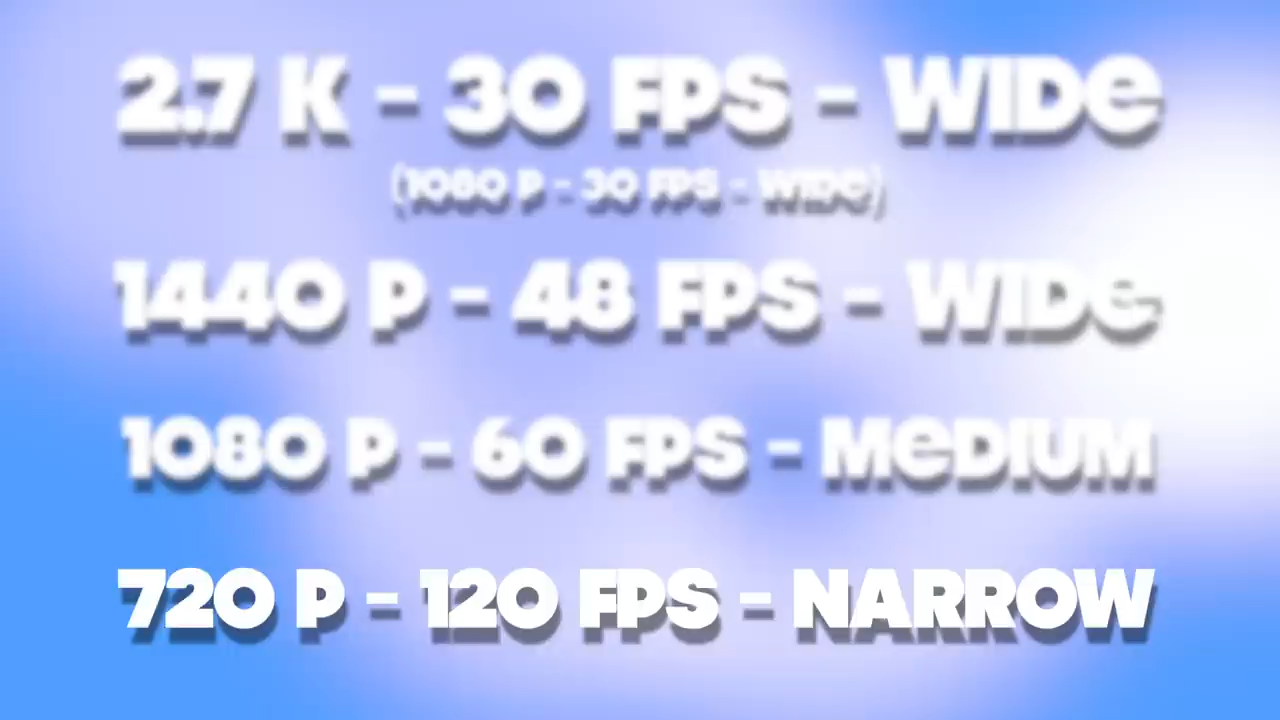 2.7 K - 30 FPS - WIDe
(1080 P - 30 FPS - WIDe)
1440 P - 48 FPS - WIDe
1080 P - 60 FPS - MeDIUM
720 P - 120 FPS - NARROW